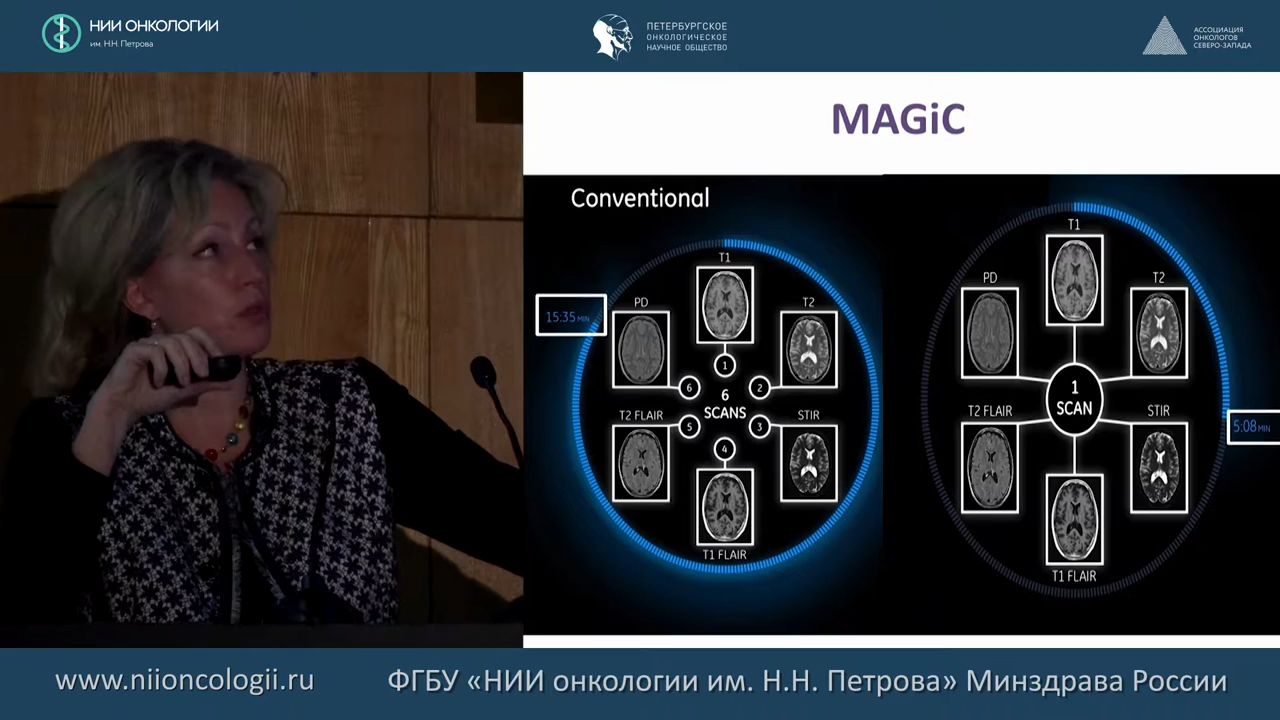 НИИ ОНКОЛОГИИ
им. Н.Н. Петрова
ПЕТЕРБУРГСКОЕ
ОНКОЛОГИЧЕСКОЕ
НАУЧНОЕ ОБЩЕСТВО
АССОЦИАЦИЯ
ОНКОЛОГОВ
СЕВЕРО-ЗАПАДА
MAGiC
Conventional
15:35 MIN
T1
PD
T2
1
6
2
6
SCANS
T2 FLAIR
5
3
STIR
4
T1 FLAIR
T1
PD
T2
1
SCAN
T2 FLAIR
STIR
5:08 MIN
T1 FLAIR
www.niioncologii.ru
ФГБУ «НИИ онкологии им. Н.Н. Петрова» Минздрава России